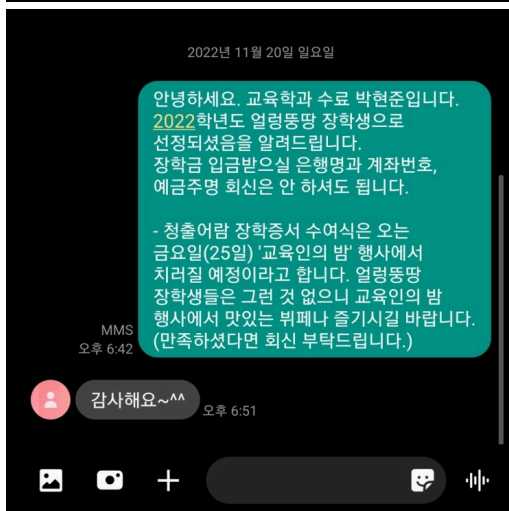 2022년 11월 20일 일요일
안녕하세요. 교육학과 수료 박현준입니다.
2022학년도 얼렁뚱땅 장학생으로
선정되셨음을 알려드립니다.
장학금 입금받으실 은행명과 계좌번호,
예금주명 회신은 안 하셔도 됩니다.
- 청출어람 장학증서 수여식은 오는
금요일(25일) '교육인의 밤' 행사에서
치러질 예정이라고 합니다. 얼렁뚱땅
장학생들은 그런 것 없으니 교육인의 밤
행사에서 맛있는 뷔페나 즐기시길 바랍니다.
(만족하셨다면 회신 부탁드립니다.)
MMS
오후 6:42
감사해요~^^
오후 6:51